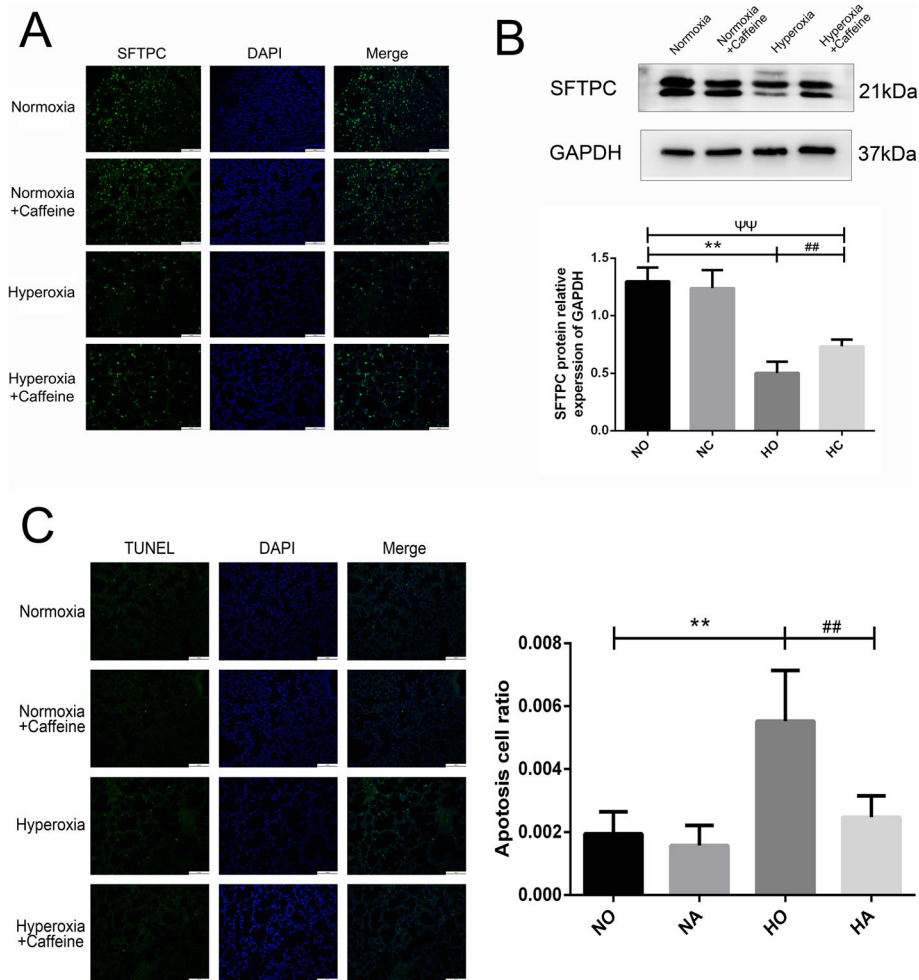 A
SFTPC DAPI Merge
Normoxia
Normoxia
+Caffeine
Hyperoxia
Hyperoxia
+Caffeine
B
Normoxia
Normoxia
+Caffeine
Hyperoxia
Hyperoxia
+Caffeine
SFTPC 21kDa
GAPDH 37kDa
ΨΨ
** ##
SFTPC protein relative
experssion of GAPDH
1.5
1.0
0.5
0.0
NO NC HO HC
C
TUNEL DAPI Merge
Normoxia
Normoxia
+Caffeine
Hyperoxia
Hyperoxia
+Caffeine
** ##
Apotosis cell ratio
0.008
0.006
0.004
0.002
0.000
NO NA HO HA